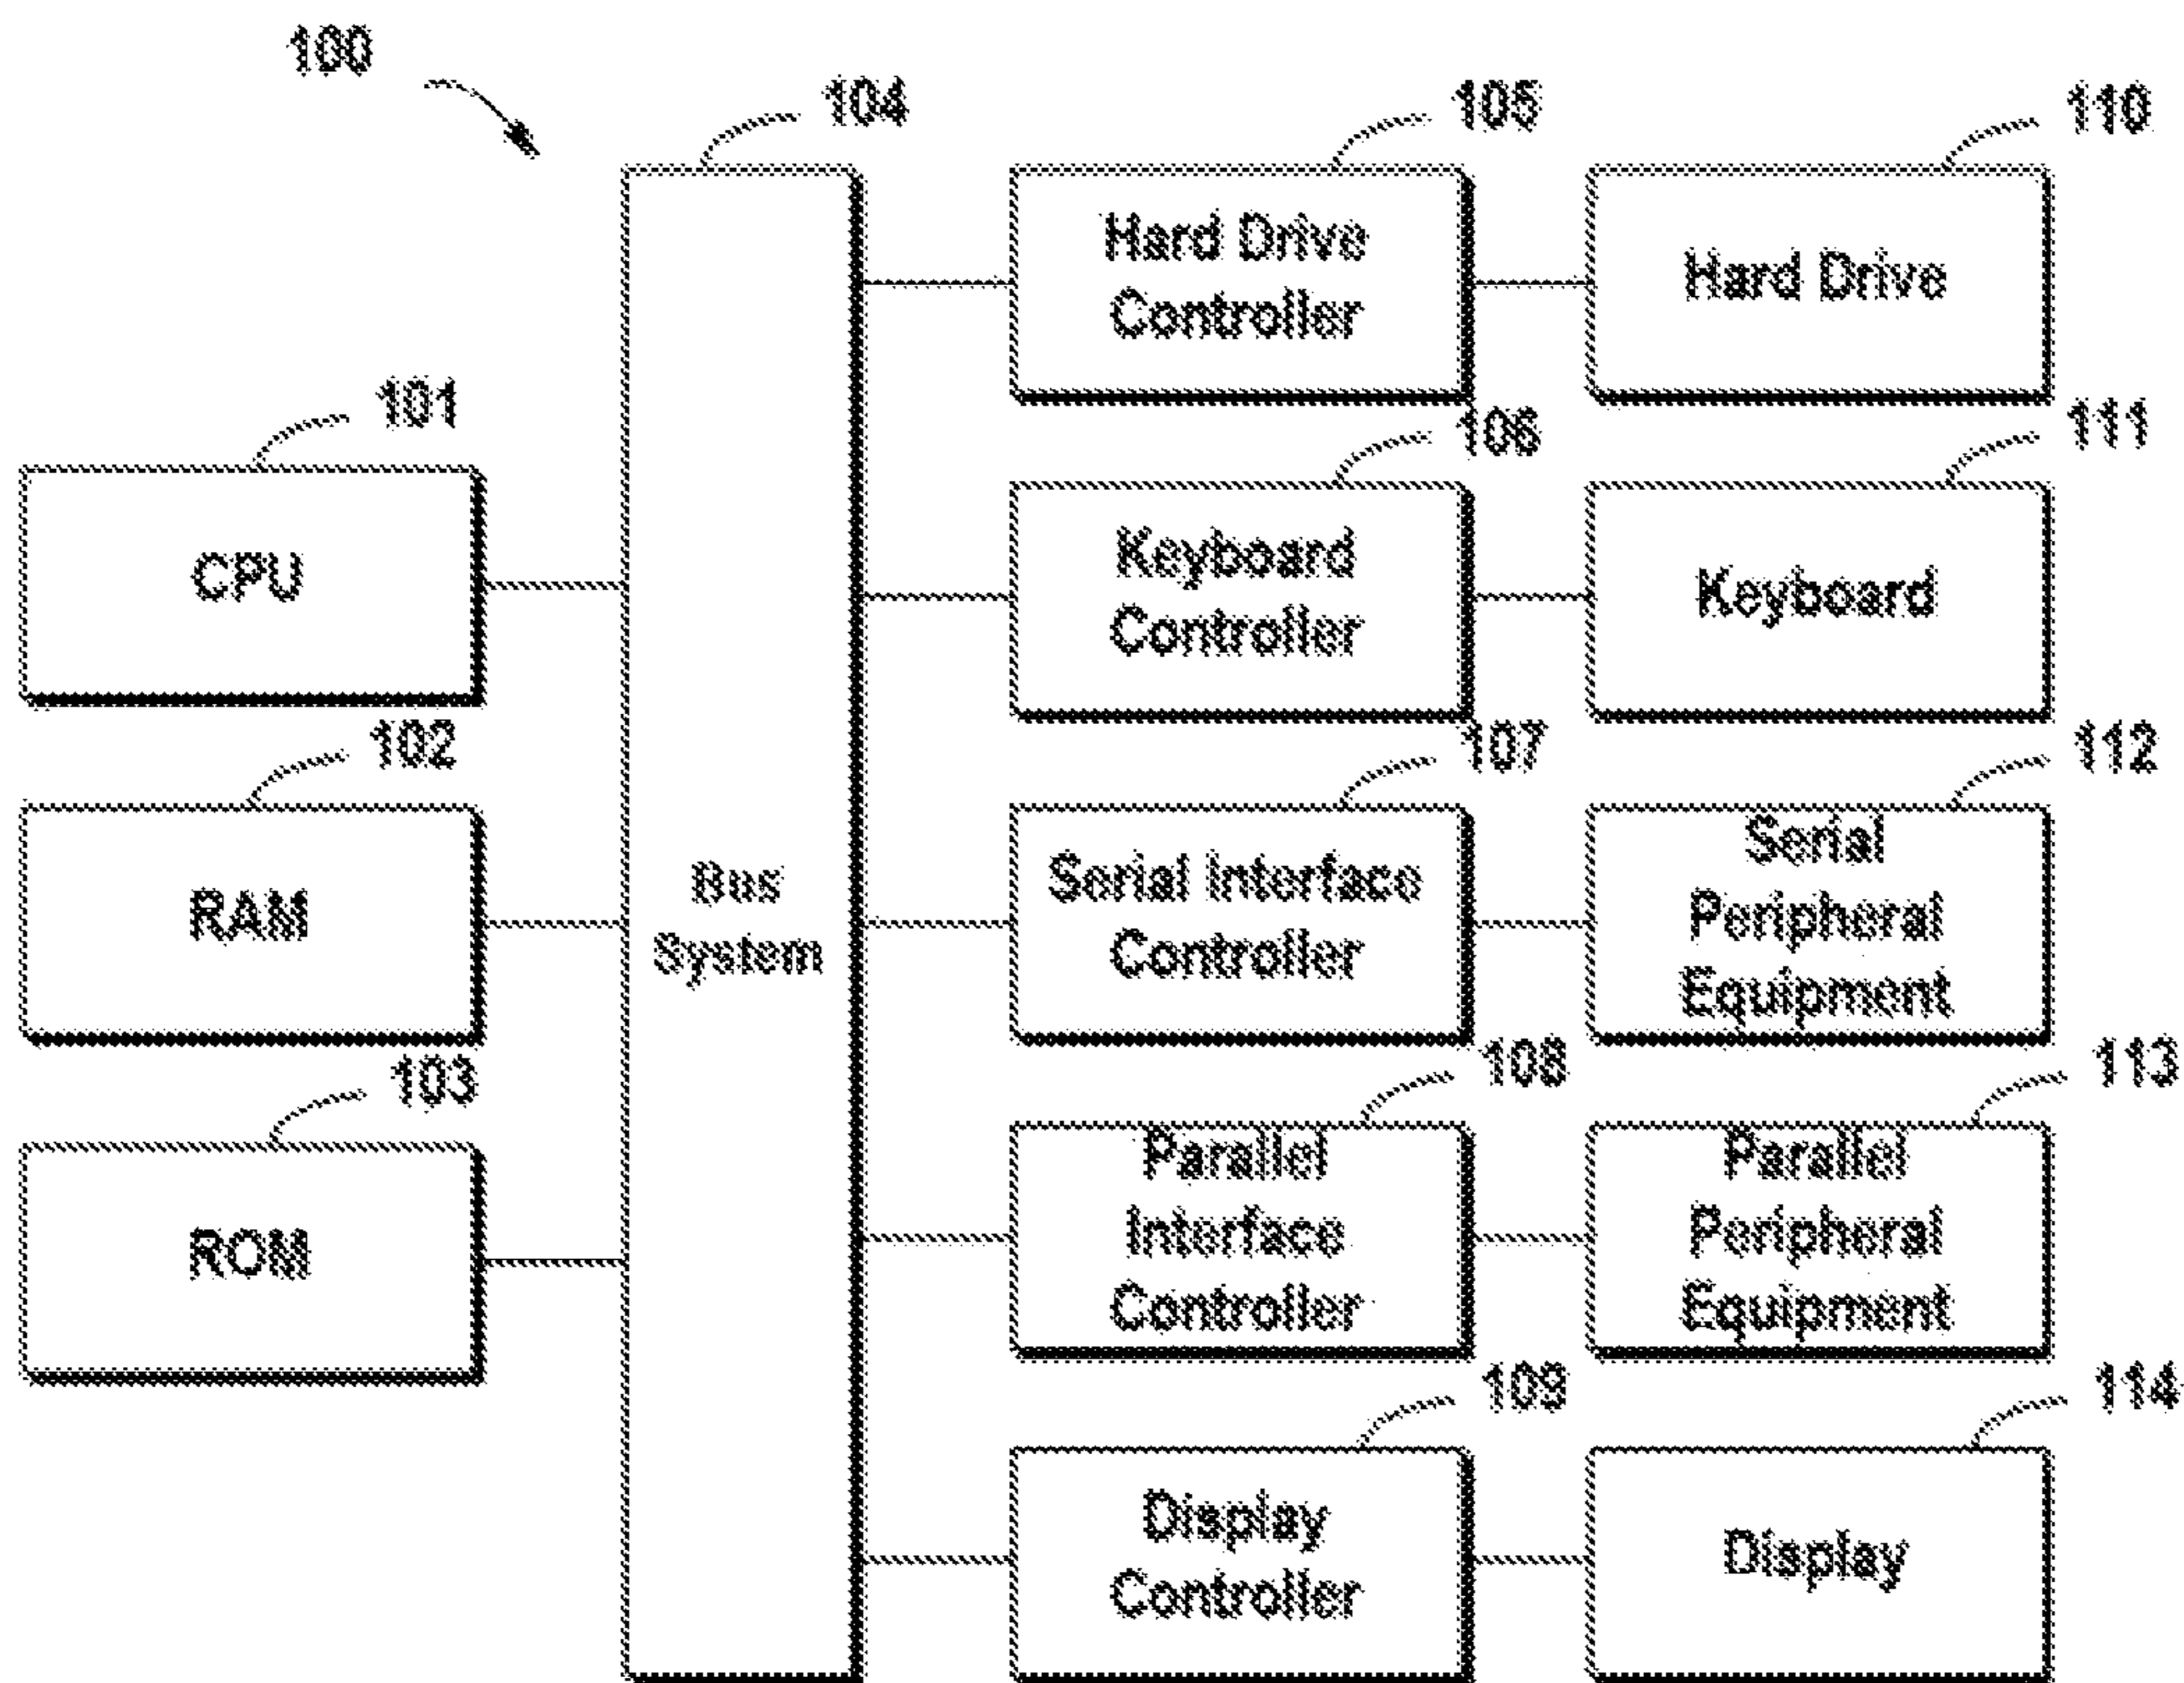 100
104
105
110
Hard Drive
Controller
Hard Drive
101
106
111
CPU
Keyboard
Controller
Keyboard
102
107
112
RAM
Bus
System
Serial Interface
Controller
Serial
Peripheral
Equipment
103
108
113
ROM
Parallel
Interface
Controller
Parallel
Peripheral
Equipment
109
114
Display
Controller
Display